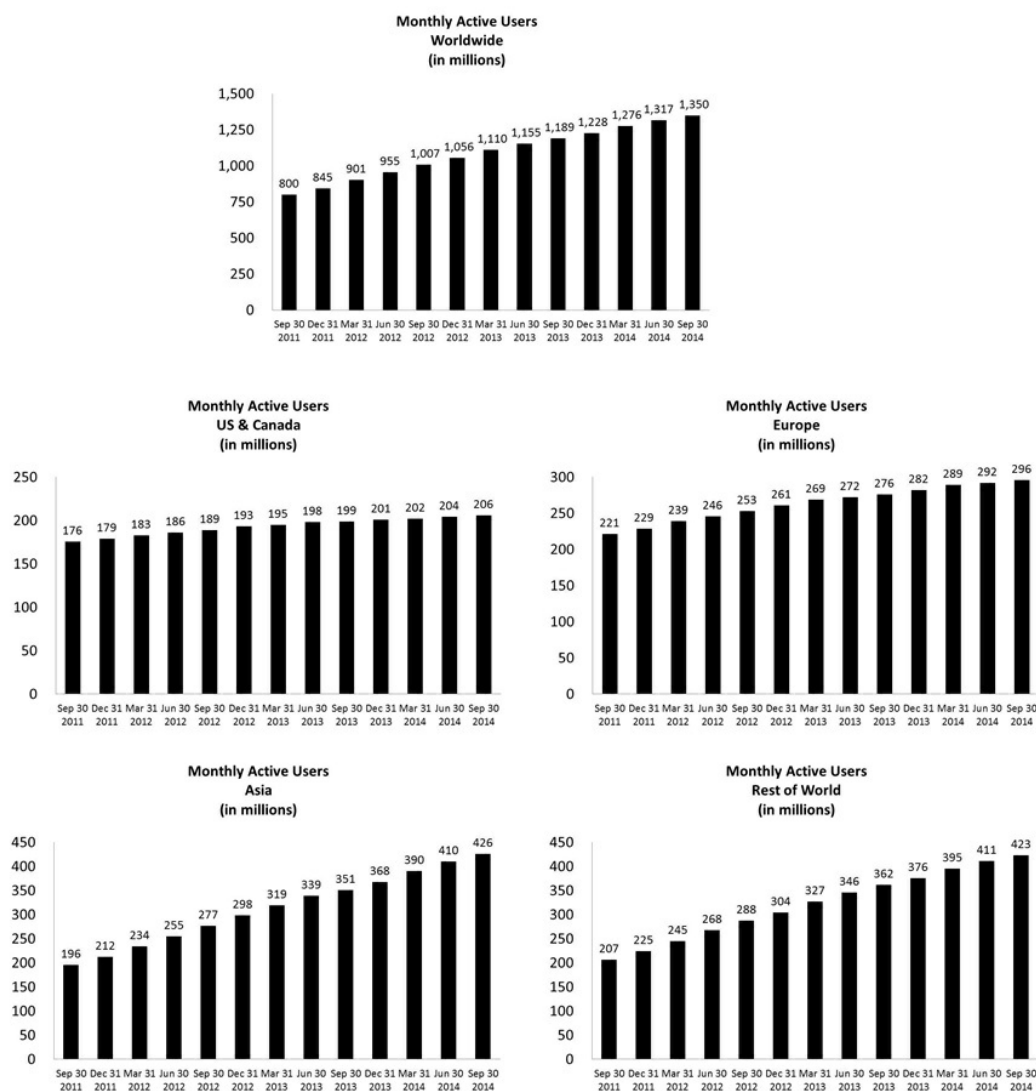 Monthly Active Users
Worldwide
(in millions)
1,500
1,250
1,000
750
500
250
0
800 845 901 955 1,007 1,056 1,110 1,155 1,189 1,228 1,276 1,317 1,350
Sep 30 Dec 31 Mar 31 Jun 30 Sep 30 Dec 31 Mar 31 Jun 30 Sep 30 Dec 31 Mar 31 Jun 30 Sep 30
2011 2011 2012 2012 2012 2012 2013 2013 2013 2013 2014 2014 2014
Monthly Active Users
US & Canada
(in millions)
250
200
150
100
50
0
176 179 183 186 189 193 195 198 199 201 202 204 206
Sep 30 Dec 31 Mar 31 Jun 30 Sep 30 Dec 31 Mar 31 Jun 30 Sep 30 Dec 31 Mar 31 Jun 30 Sep 30
2011 2011 2012 2012 2012 2012 2013 2013 2013 2013 2014 2014 2014
Monthly Active Users
Europe
(in millions)
300
250
200
150
100
50
0
221 229 239 246 253 261 269 272 276 282 289 292 296
Sep 30 Dec 31 Mar 31 Jun 30 Sep 30 Dec 31 Mar 31 Jun 30 Sep 30 Dec 31 Mar 31 Jun 30 Sep 30
2011 2011 2012 2012 2012 2012 2013 2013 2013 2013 2014 2014 2014
Monthly Active Users
Asia
(in millions)
450
400
350
300
250
200
150
100
50
0
196 212 234 255 277 298 319 339 351 368 390 410 426
Sep 30 Dec 31 Mar 31 Jun 30 Sep 30 Dec 31 Mar 31 Jun 30 Sep 30 Dec 31 Mar 31 Jun 30 Sep 30
2011 2011 2012 2012 2012 2012 2013 2013 2013 2013 2014 2014 2014
Monthly Active Users
Rest of World
(in millions)
450
400
350
300
250
200
150
100
50
0
207 225 245 268 288 304 327 346 362 376 395 411 423
Sep 30 Dec 31 Mar 31 Jun 30 Sep 30 Dec 31 Mar 31 Jun 30 Sep 30 Dec 31 Mar 31 Jun 30 Sep 30
2011 2011 2012 2012 2012 2012 2013 2013 2013 2013 2014 2014 2014